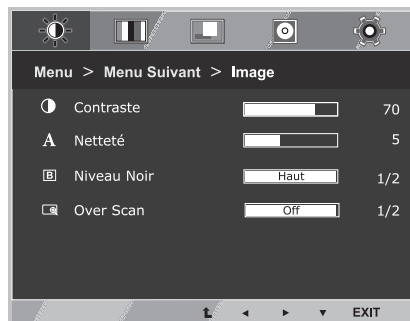 Menu > Menu Suivant > Image
Contraste 70
A Netteté 5
B Niveau Noir Haut 1/2
Over Scan Off 1/2
EXIT